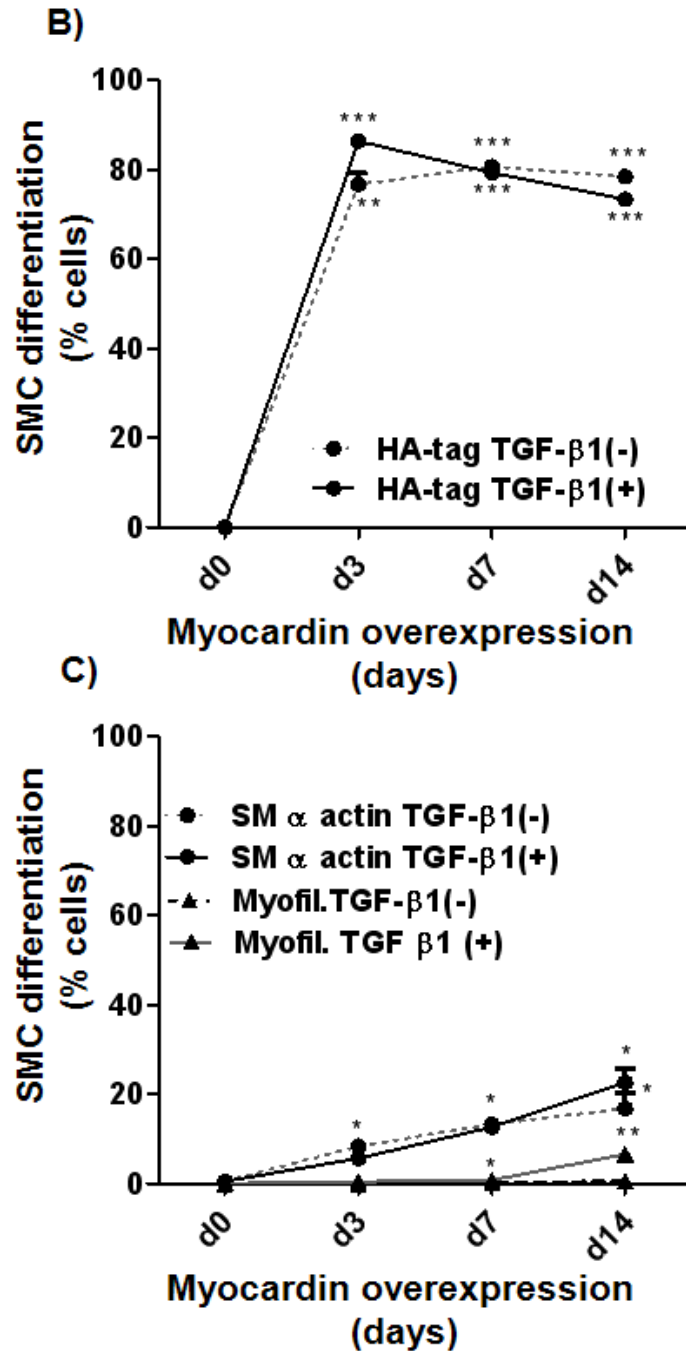 B)
SMC differentiation
(% cells)
100
80
60
40
20
0
***
**
***
***
***
***
HA-tag TGF-β1(-)
HA-tag TGF-β1(+)
d0
d3
d7
d14
Myocardin overexpression
(days)
C)
SMC differentiation
(% cells)
100
80
60
40
20
0
SM α actin TGF-β1(-)
SM α actin TGF-β1(+)
Myofil.TGF-β1(-)
Myofil. TGF β1 (+)
*
*
*
*
*
**
d0
d3
d7
d14
Myocardin overexpression
(days)